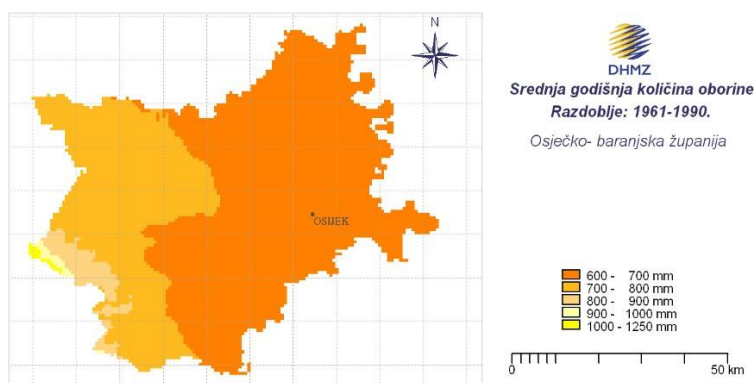 N
DHMZ
Srednja godišnja količina oborine
Razdoblje: 1961-1990.
Osječko- baranjska županija
OSIJEK
600 - 700 mm
700 - 800 mm
800 - 900 mm
900 - 1000 mm
1000 - 1250 mm
0 50 km